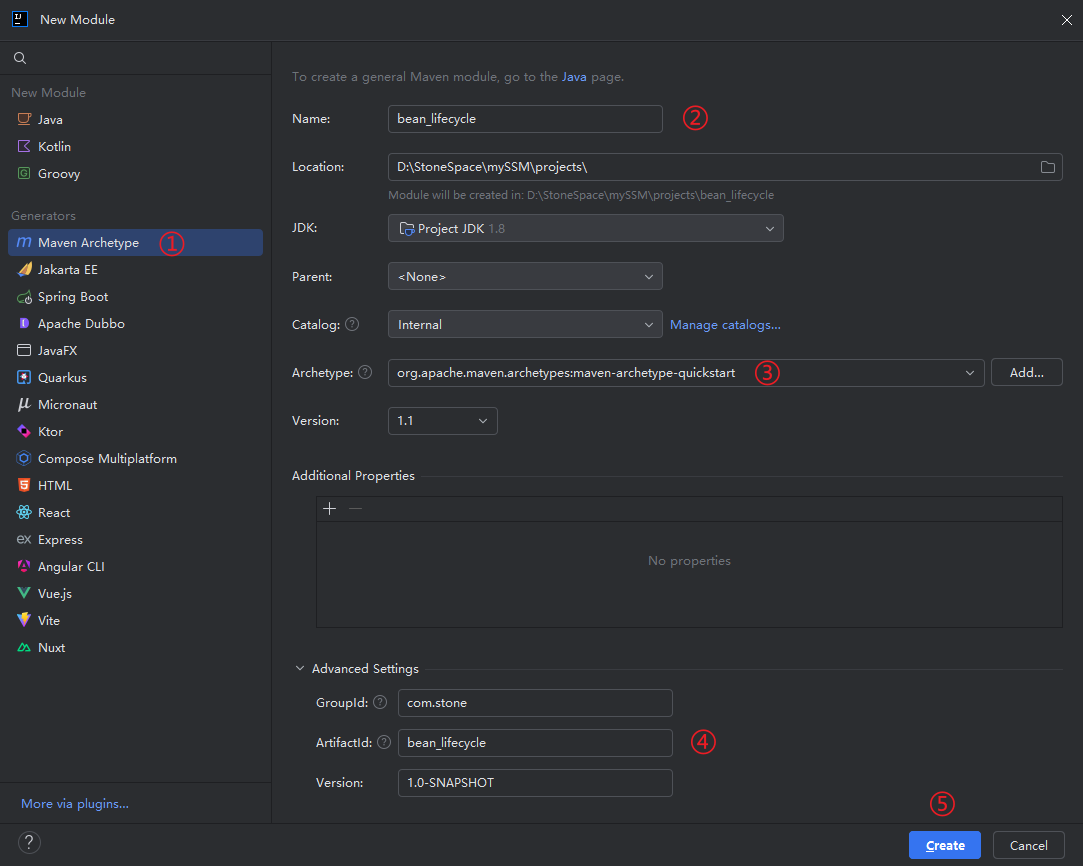 New Module
To create a general Maven module, go to the Java page.
New Module
Java
Kotlin
Groovy
Generators
Maven Archetype ①
Jakarta EE
Spring Boot
Apache Dubbo
JavaFX
Quarkus
Micronaut
Ktor
Compose Multiplatform
HTML
React
Express
Angular CLI
Vue.js
Vite
Nuxt
More via plugins...
Name: bean_lifecycle ②
Location: D:\StoneSpace\mySSM\projects\
Module will be created in: D:\StoneSpace\mySSM\projects\bean_lifecycle
JDK: Project JDK 1.8
Parent: <None>
Catalog: ? Internal Manage catalogs...
Archetype: ? org.apache.maven.archetypes:maven-archetype-quickstart ③ Add...
Version: 1.1
Additional Properties
No properties
Advanced Settings
GroupId: ? com.stone
ArtifactId: ? bean_lifecycle ④
Version: 1.0-SNAPSHOT
⑤
? Create Cancel